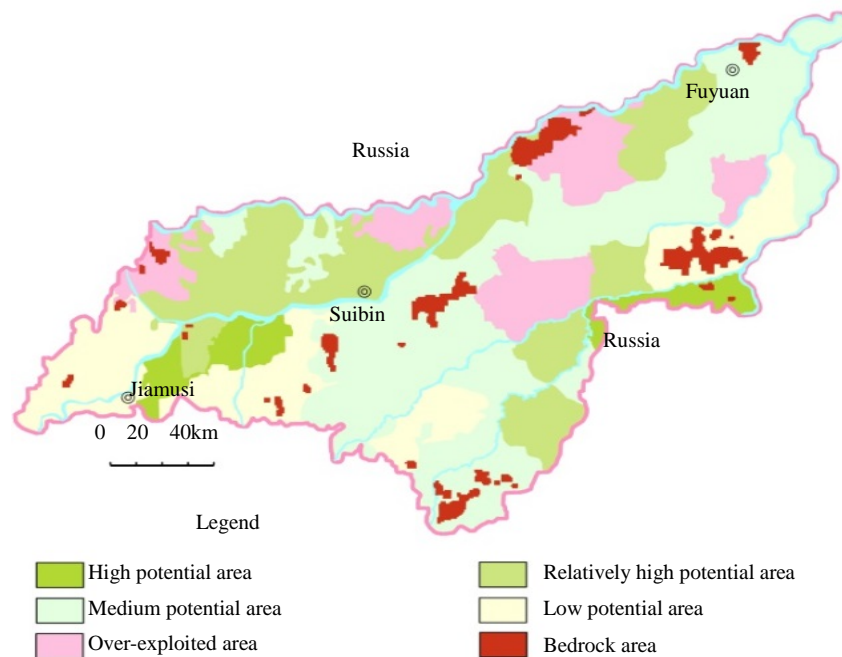 Fuyuan
Russia
Suibin
Russia
Jiamusi
0 20 40km
Legend
High potential area
Relatively high potential area
Medium potential area
Low potential area
Over-exploited area
Bedrock area